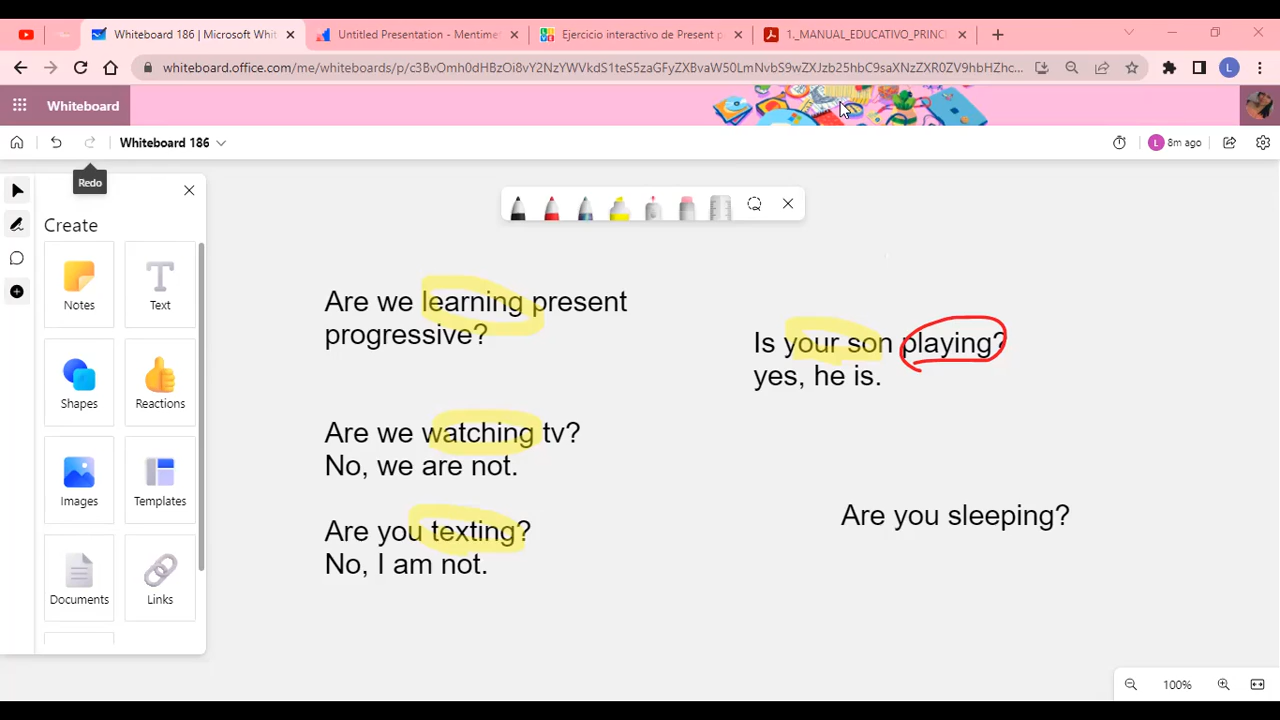 Whiteboard 186 | Microsoft Whit
Untitled Presentation - Mentime
Ejercicio interactivo de Present p
1._MANUAL_EDUCATIVO_PRINC
whiteboard.office.com/me/whiteboards/p/
L
Whiteboard
Whiteboard 186
L 8m ago
Redo
Create
Notes
Text
Shapes
Reactions
Images
Templates
Documents
Links
Are we learning present
progressive?
Are we watching tv?
No, we are not.
Are you texting?
No, I am not.
Is your son playing?
yes, he is.
Are you sleeping?
100%